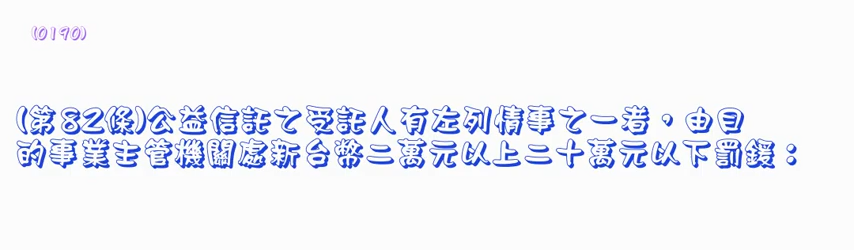 (0190)
(第82條)公益信託之受託人有左列情事之一者，由目
的事業主管機關處新台幣二萬元以上二十萬元以下罰鍰：